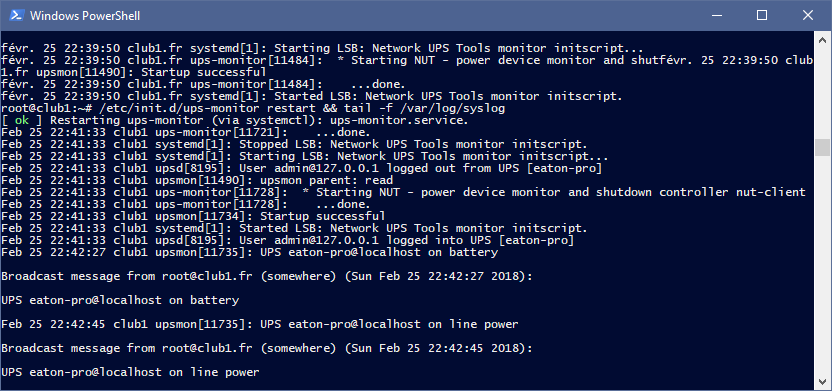 Windows PowerShell
févr. 25 22:39:50 club1.fr systemd[1]: Starting LSB: Network UPS Tools monitor initscript...
févr. 25 22:39:50 club1.fr ups-monitor[11484]:  * Starting NUT - power device monitor and shutfévr. 25 22:39:50 club
1.fr upsmon[11490]: Startup successful
févr. 25 22:39:50 club1.fr ups-monitor[11484]:    ...done.
févr. 25 22:39:50 club1.fr systemd[1]: Started LSB: Network UPS Tools monitor initscript.
root@club1:~# /etc/init.d/ups-monitor restart && tail -f /var/log/syslog
[ ok ] Restarting ups-monitor (via systemctl): ups-monitor.service.
Feb 25 22:41:33 club1 ups-monitor[11721]:    ...done.
Feb 25 22:41:33 club1 systemd[1]: Stopped LSB: Network UPS Tools monitor initscript.
Feb 25 22:41:33 club1 systemd[1]: Starting LSB: Network UPS Tools monitor initscript...
Feb 25 22:41:33 club1 upsd[8195]: User admin@127.0.0.1 logged out from UPS [eaton-pro]
Feb 25 22:41:33 club1 upsmon[11490]: upsmon parent: read
Feb 25 22:41:33 club1 ups-monitor[11728]:  * Starting NUT - power device monitor and shutdown controller nut-client
Feb 25 22:41:33 club1 ups-monitor[11728]:    ...done.
Feb 25 22:41:33 club1 upsmon[11734]: Startup successful
Feb 25 22:41:33 club1 systemd[1]: Started LSB: Network UPS Tools monitor initscript.
Feb 25 22:41:33 club1 upsd[8195]: User admin@127.0.0.1 logged into UPS [eaton-pro]
Feb 25 22:42:27 club1 upsmon[11735]: UPS eaton-pro@localhost on battery
Broadcast message from root@club1.fr (somewhere) (Sun Feb 25 22:42:27 2018):
UPS eaton-pro@localhost on battery
Feb 25 22:42:45 club1 upsmon[11735]: UPS eaton-pro@localhost on line power
Broadcast message from root@club1.fr (somewhere) (Sun Feb 25 22:42:45 2018):
UPS eaton-pro@localhost on line power